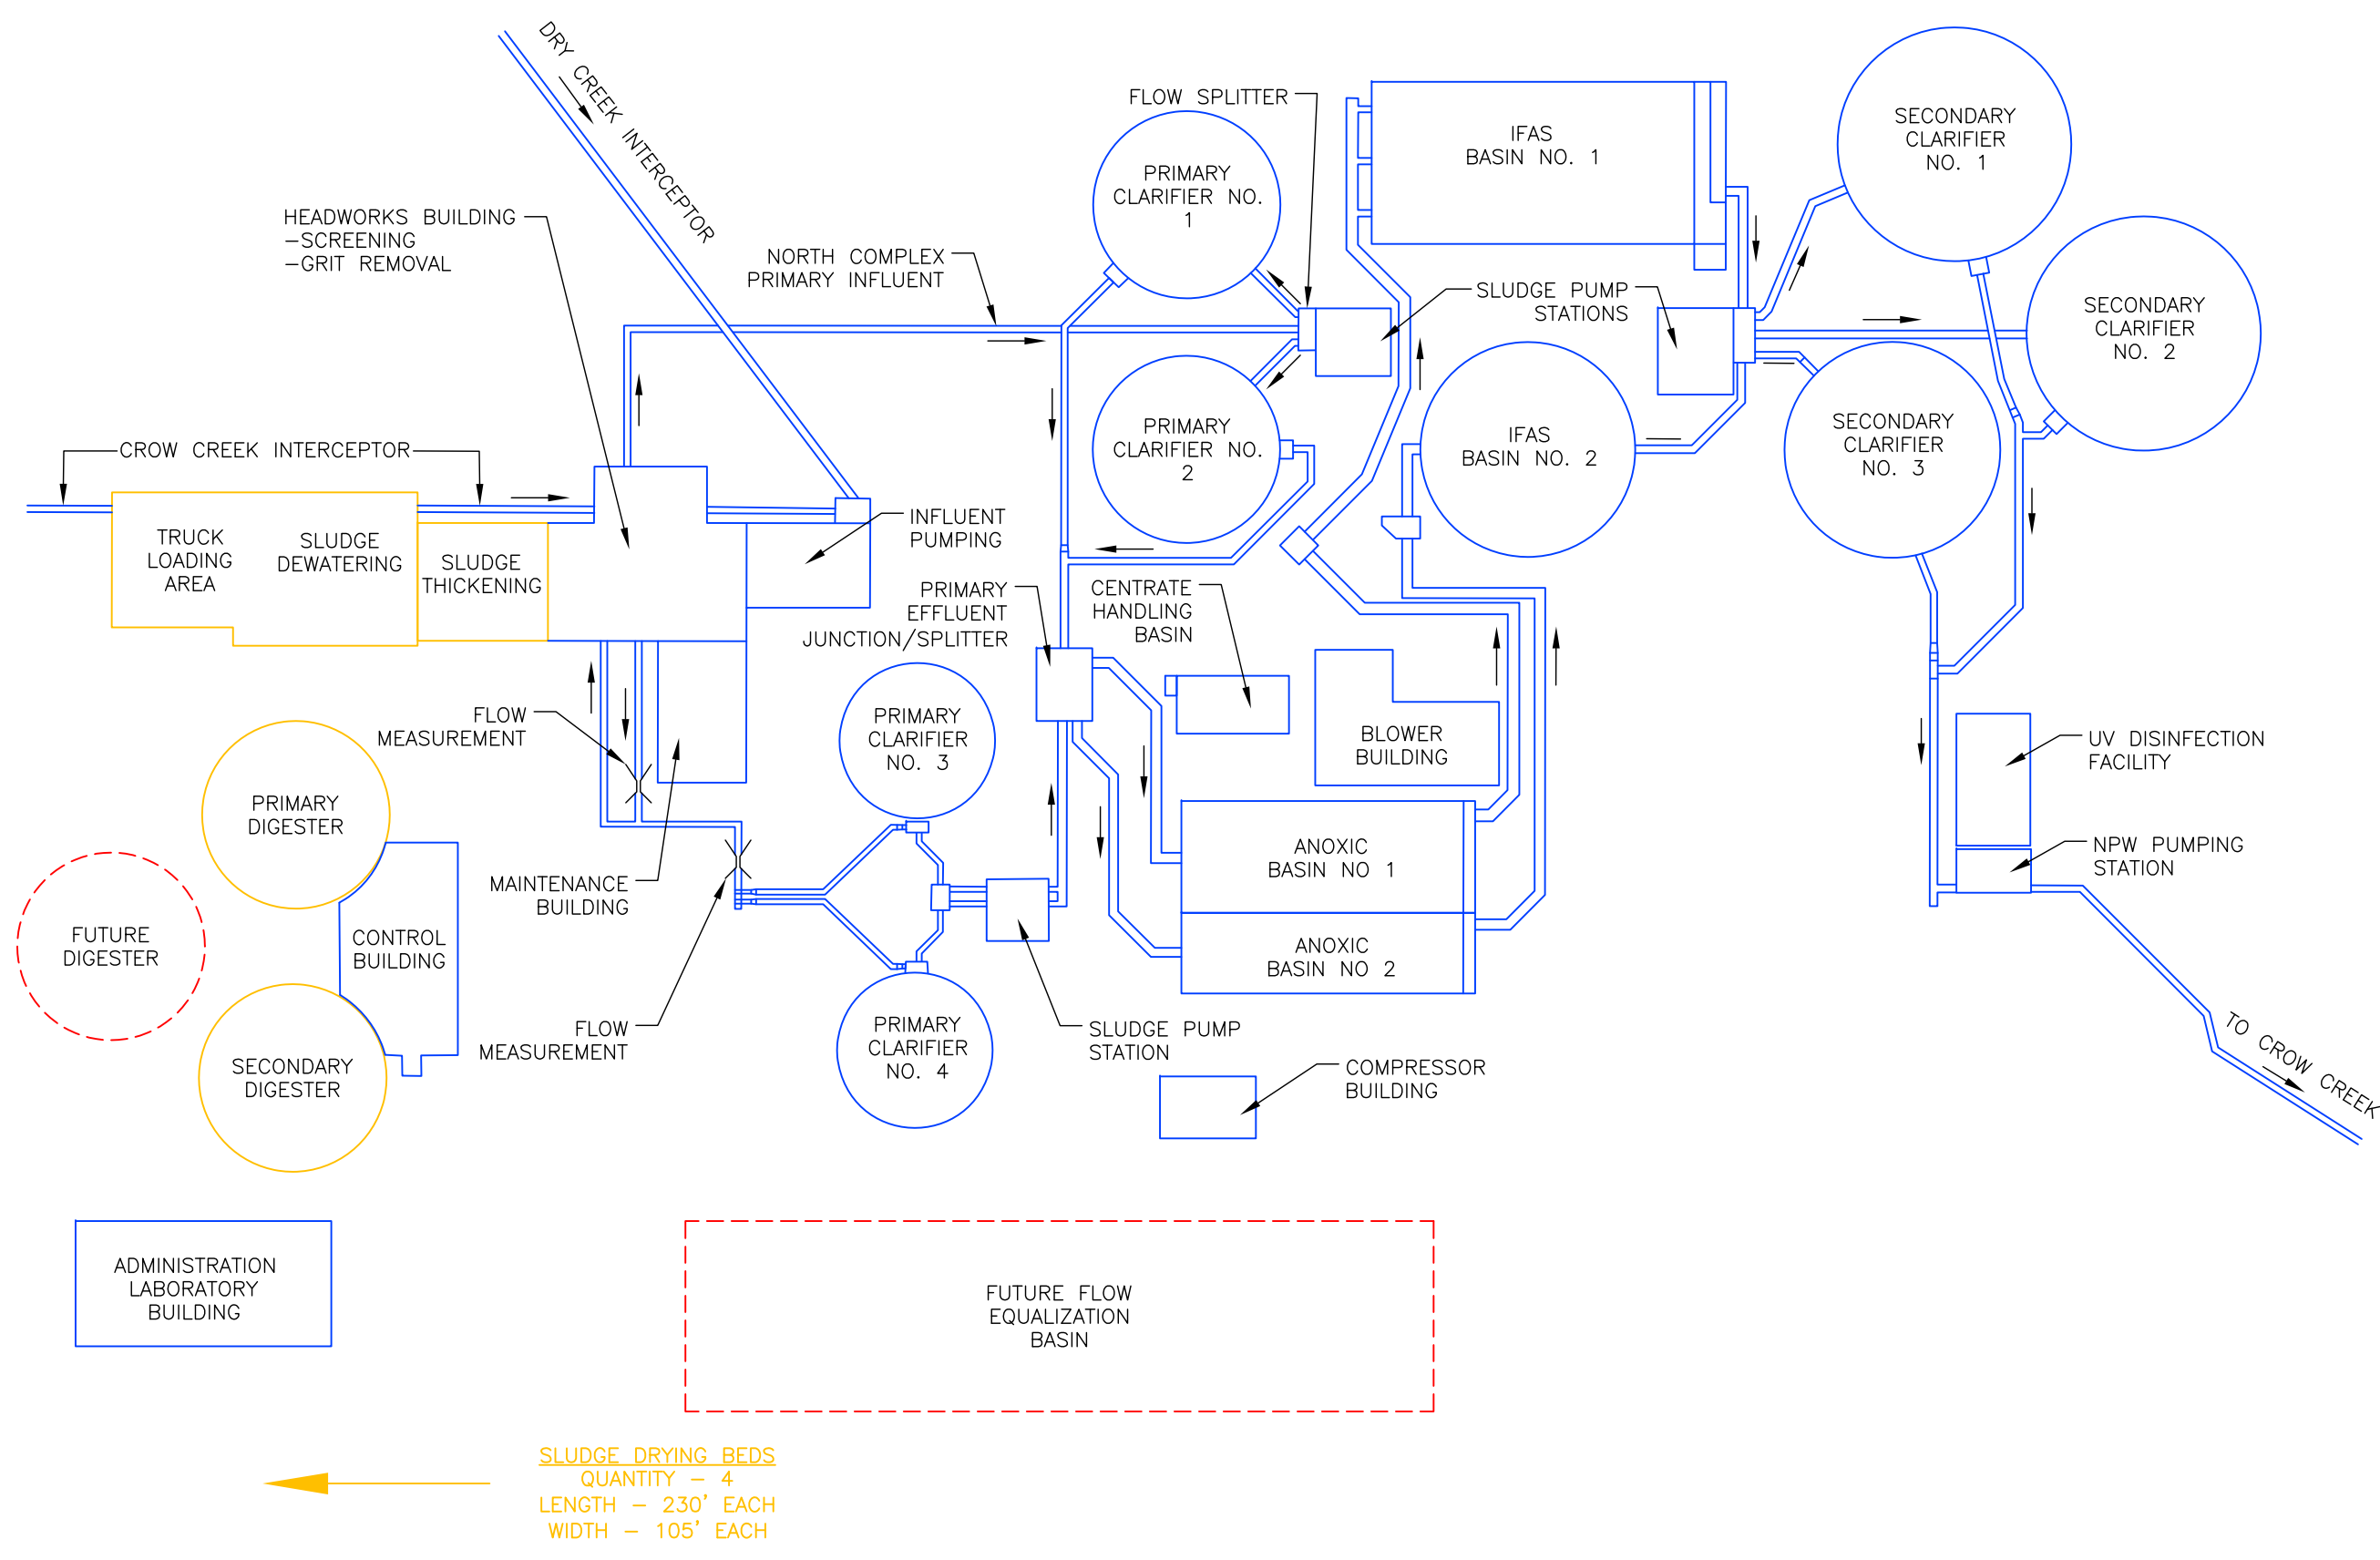 DRY CREEK INTERCEPTOR
FLOW SPLITTER
PRIMARY
CLARIFIER NO.
1
IFAS
BASIN NO. 1
SECONDARY
CLARIFIER
NO. 1
HEADWORKS BUILDING
-SCREENING
-GRIT REMOVAL
NORTH COMPLEX
PRIMARY INFLUENT
SLUDGE PUMP
STATIONS
SECONDARY
CLARIFIER
NO. 2
CROW CREEK INTERCEPTOR
PRIMARY
CLARIFIER NO.
2
IFAS
BASIN NO. 2
SECONDARY
CLARIFIER
NO. 3
TRUCK
LOADING
AREA
SLUDGE
DEWATERING
SLUDGE
THICKENING
INFLUENT
PUMPING
PRIMARY
EFFLUENT
JUNCTION/SPLITTER
CENTRATE
HANDLING
BASIN
FLOW
MEASUREMENT
PRIMARY
CLARIFIER
NO. 3
BLOWER
BUILDING
UV DISINFECTION
FACILITY
PRIMARY
DIGESTER
NPW PUMPING
STATION
MAINTENANCE
BUILDING
ANOXIC
BASIN NO 1
FUTURE
DIGESTER
CONTROL
BUILDING
ANOXIC
BASIN NO 2
FLOW
MEASUREMENT
PRIMARY
CLARIFIER
NO. 4
SLUDGE PUMP
STATION
TO CROW CREEK
SECONDARY
DIGESTER
COMPRESSOR
BUILDING
ADMINISTRATION
LABORATORY
BUILDING
FUTURE FLOW
EQUALIZATION
BASIN
SLUDGE DRYING BEDS
QUANTITY - 4
LENGTH - 230' EACH
WIDTH - 105' EACH